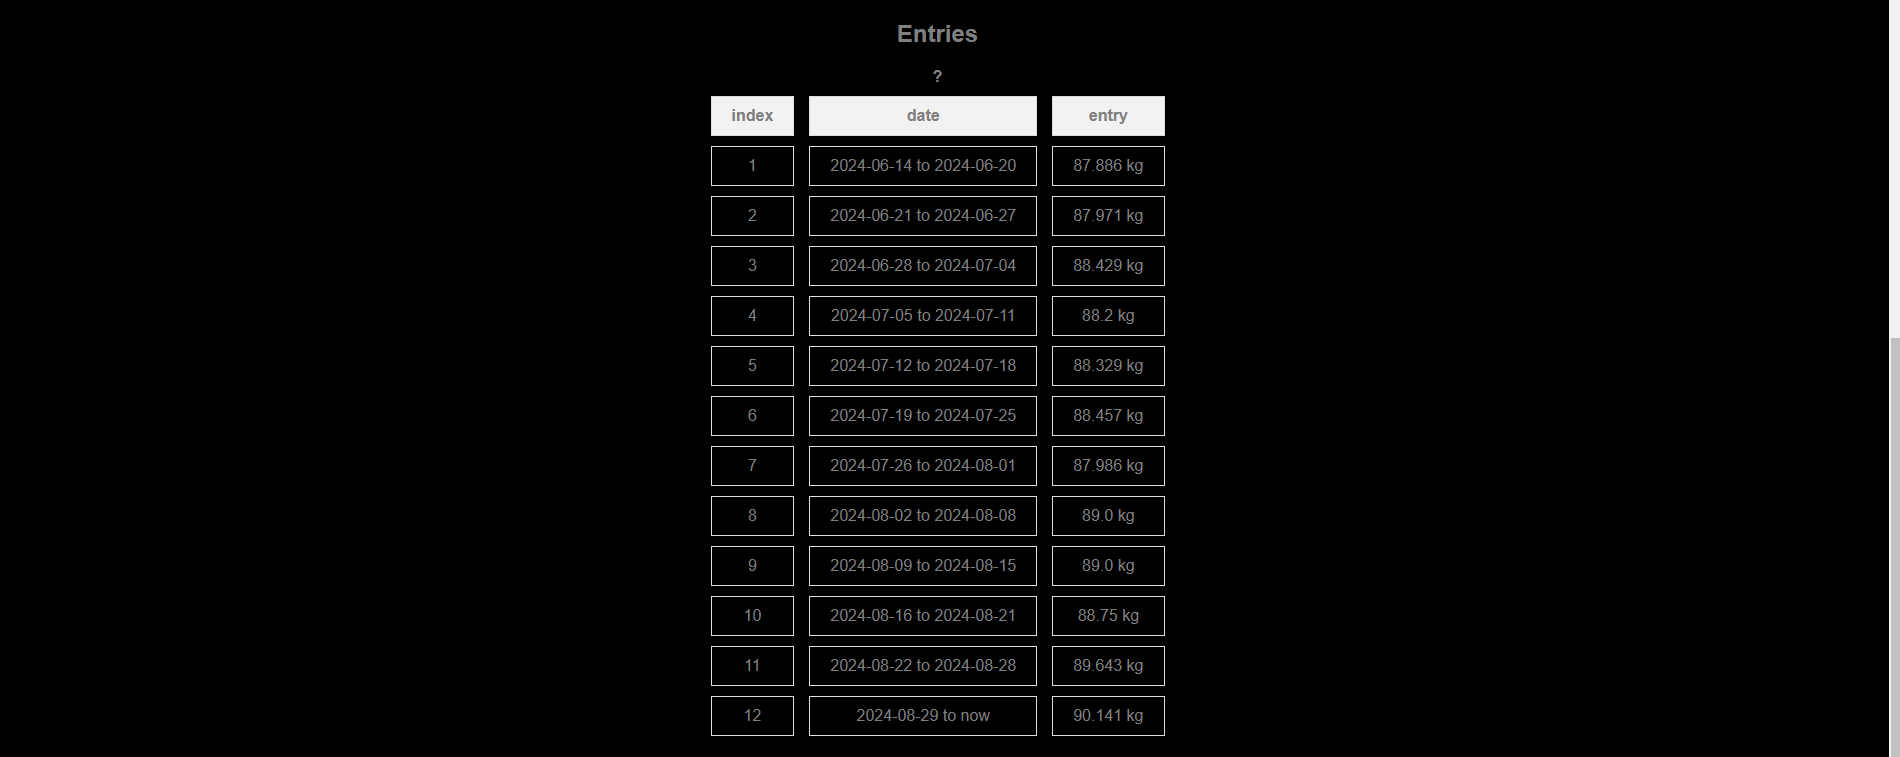 Entries
?
index date entry
1 2024-06-14 to 2024-06-20 87.886 kg
2 2024-06-21 to 2024-06-27 87.971 kg
3 2024-06-28 to 2024-07-04 88.429 kg
4 2024-07-05 to 2024-07-11 88.2 kg
5 2024-07-12 to 2024-07-18 88.329 kg
6 2024-07-19 to 2024-07-25 88.457 kg
7 2024-07-26 to 2024-08-01 87.986 kg
8 2024-08-02 to 2024-08-08 89.0 kg
9 2024-08-09 to 2024-08-15 89.0 kg
10 2024-08-16 to 2024-08-21 88.75 kg
11 2024-08-22 to 2024-08-28 89.643 kg
12 2024-08-29 to now 90.141 kg